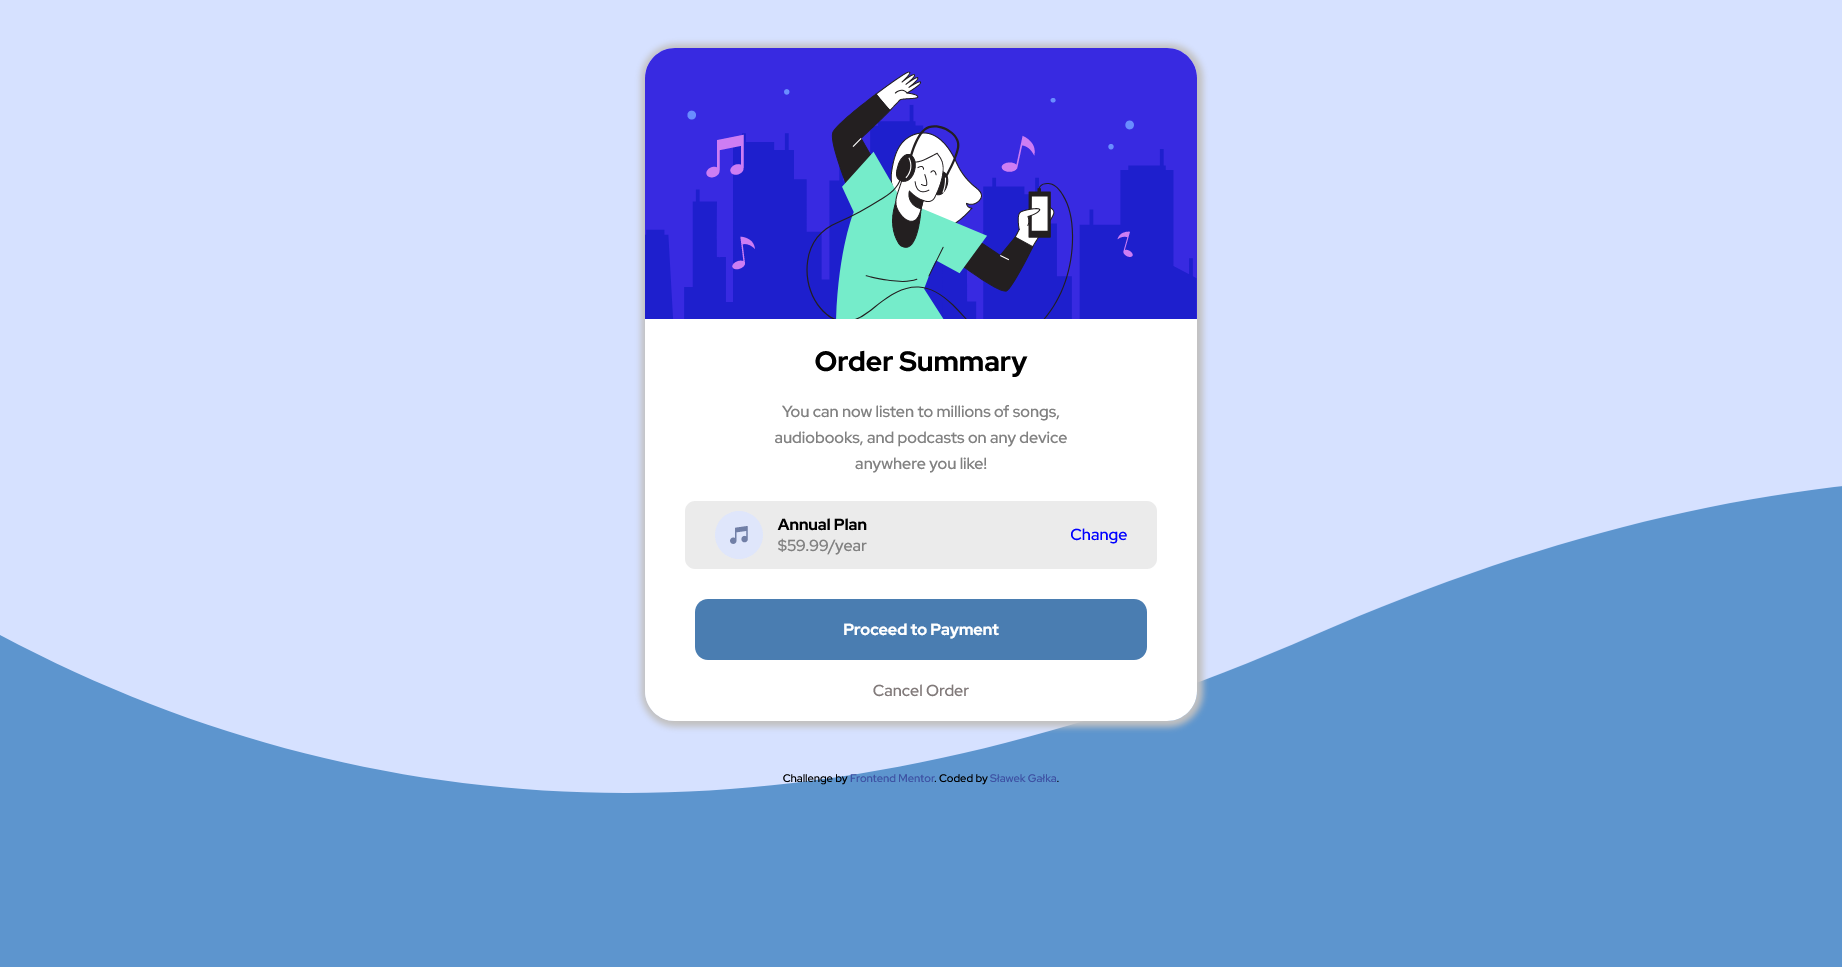 Order Summary
You can now listen to millions of songs,
audiobooks, and podcasts on any device
anywhere you like!
Annual Plan
$59.99/year
Change
Proceed to Payment
Cancel Order
Challenge by Frontend Mentor. Coded by Sławek Gałka.